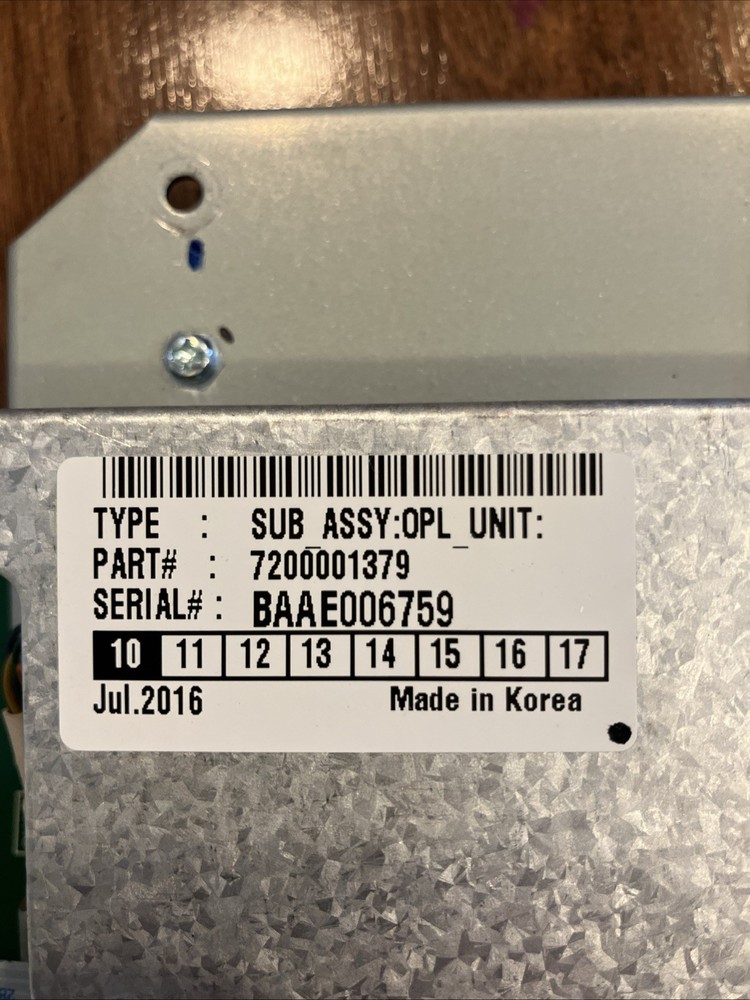 TYPE : SUB_ASSY:OPL_UNIT:
PART# : 7200001379
SERIAL# : BAAE006759
10 11 12 13 14 15 16 17
Jul.2016 Made in Korea